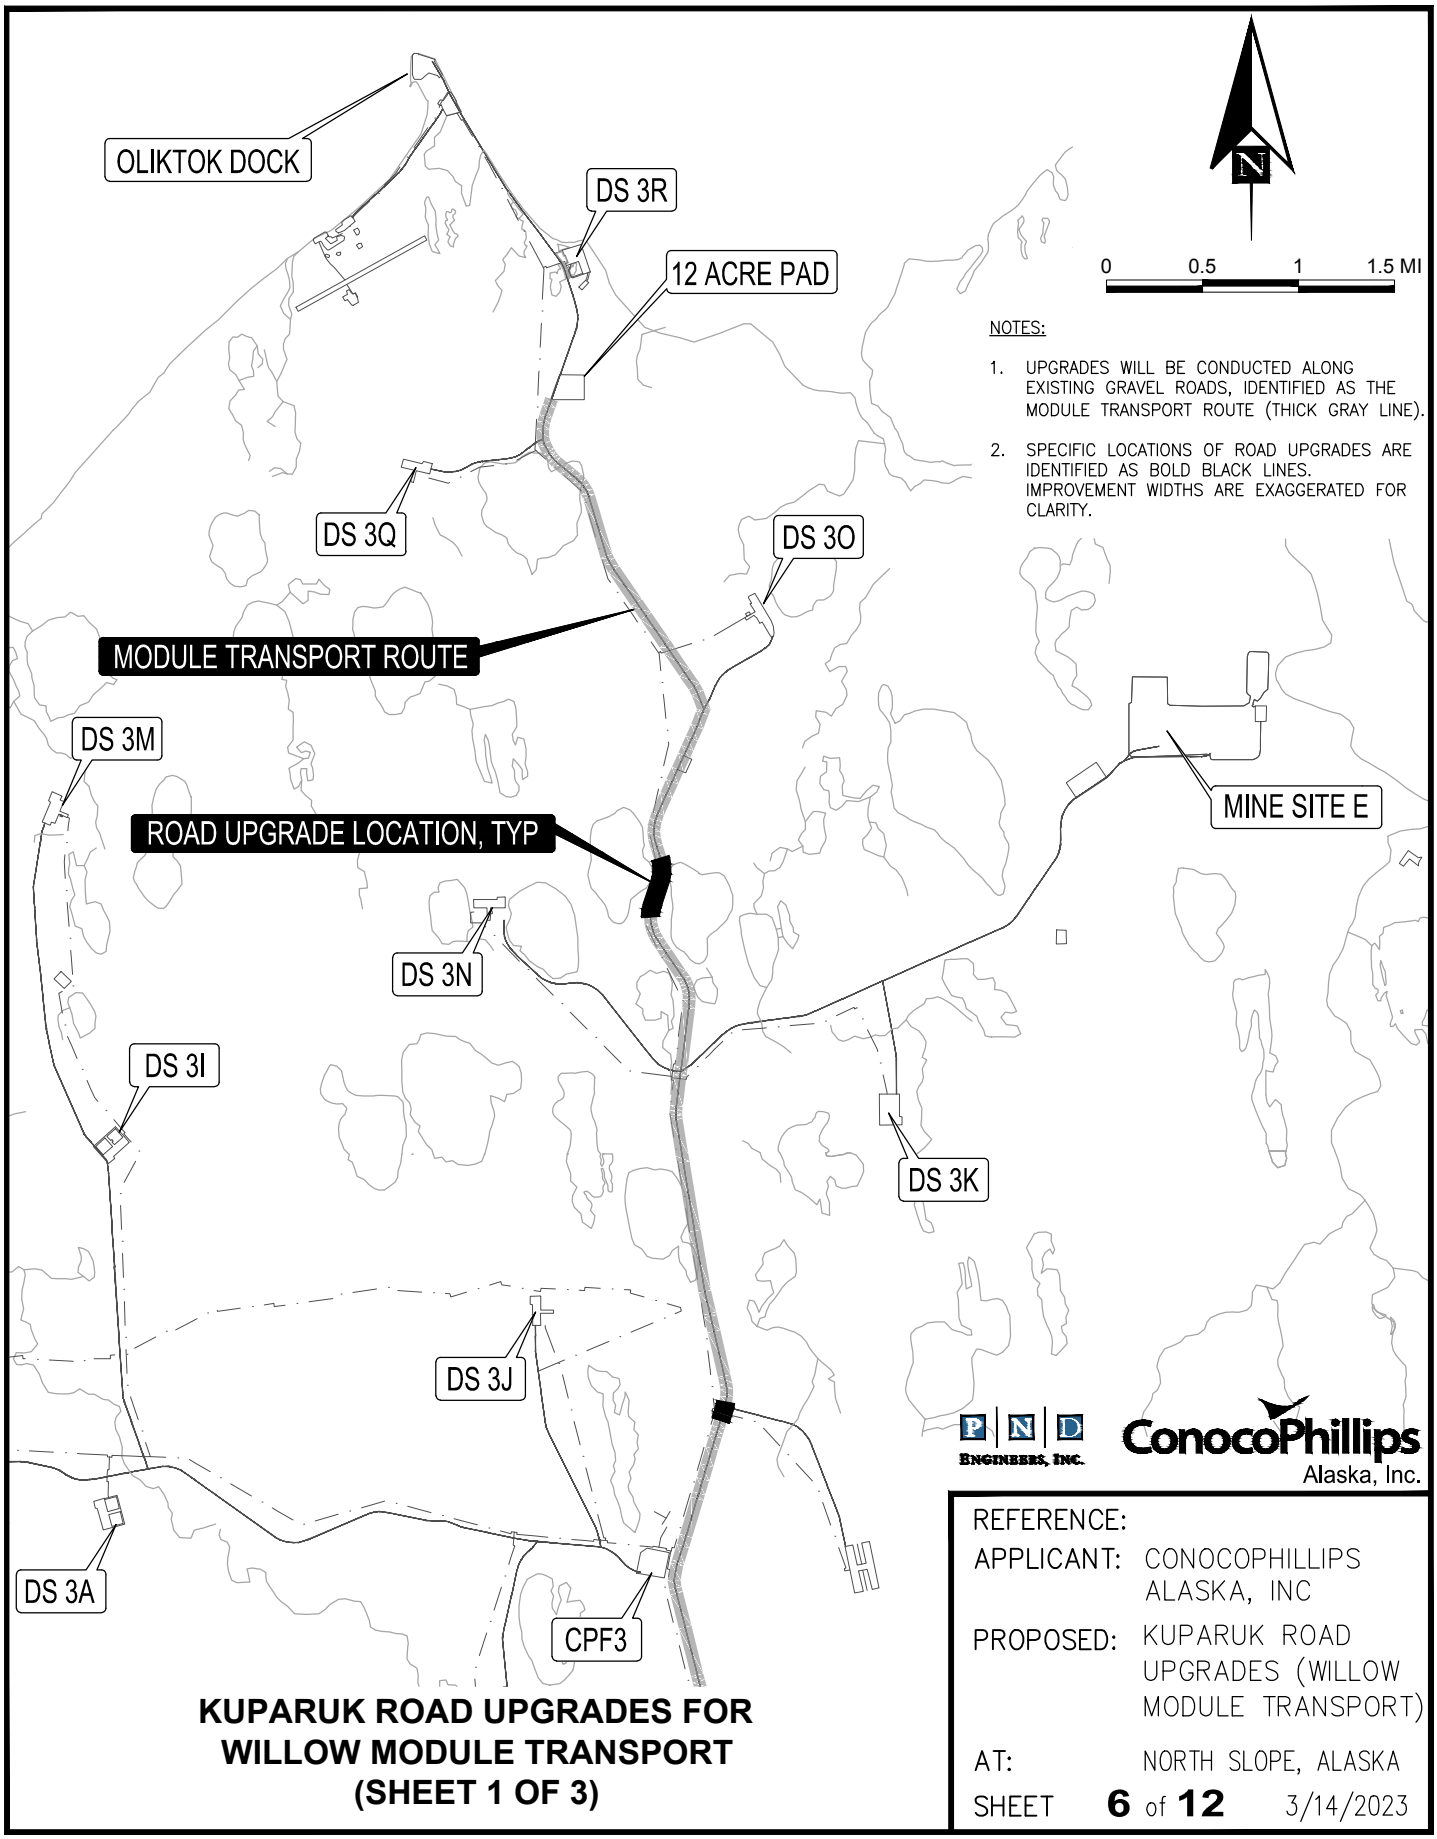 OLIKTOK DOCK
DS 3R
12 ACRE PAD
N
0 0.5 1 1.5 MI
NOTES:
1. UPGRADES WILL BE CONDUCTED ALONG
EXISTING GRAVEL ROADS, IDENTIFIED AS THE
MODULE TRANSPORT ROUTE (THICK GRAY LINE).
2. SPECIFIC LOCATIONS OF ROAD UPGRADES ARE
IDENTIFIED AS BOLD BLACK LINES.
IMPROVEMENT WIDTHS ARE EXAGGERATED FOR
CLARITY.
DS 3Q
DS 3O
MODULE TRANSPORT ROUTE
DS 3M
MINE SITE E
ROAD UPGRADE LOCATION, TYP
DS 3N
DS 3I
DS 3K
DS 3J
DS 3A
CPF3
P N D
ENGINEERS, INC.
ConocoPhillips
Alaska, Inc.
KUPARUK ROAD UPGRADES FOR
WILLOW MODULE TRANSPORT
(SHEET 1 OF 3)
REFERENCE:
APPLICANT: CONOCOPHILLIPS
ALASKA, INC
PROPOSED: KUPARUK ROAD
UPGRADES (WILLOW
MODULE TRANSPORT)
AT: NORTH SLOPE, ALASKA
SHEET 6 of 12 3/14/2023